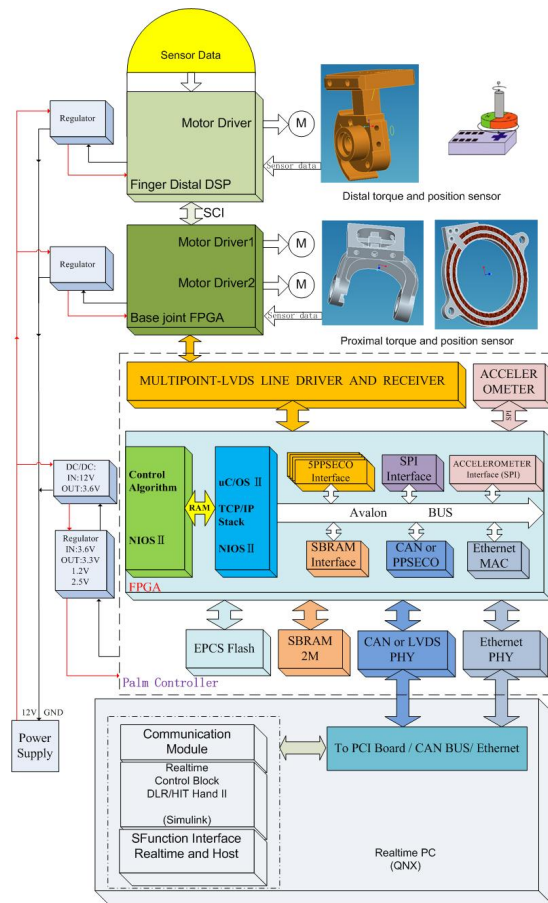 Sensor Data
Regulator
Motor Driver
M
Sensor data
Finger Distal DSP
Distal torque and position sensor
SCI
Regulator
Motor Driver1
M
Motor Driver2
M
Base joint FPGA
Sensor data
Proximal torque and position sensor
MULTIPOINT-LVDS LINE DRIVER AND RECEIVER
ACCELER
OMETER
DC/DC:
IN:12V
OUT:3.6V
Regulator
IN:3.6V
OUT:3.3V
1.2V
2.5V
Control
Algorithm
NIOS II
RAM
uC/OS II
TCP/IP
Stack
NIOS II
5PPSECO
Interface
SPI
Interface
ACCELEROMETER
Interface (SPI)
Avalon BUS
SBRAM
Interface
CAN or
PPSECO
Ethernet
MAC
FPGA
EPCS Flash
SBRAM
2M
CAN or LVDS
PHY
Ethernet
PHY
Palm Controller
12V GND
Power
Supply
Communication
Module
Realtime
Control Block
DLR/HIT Hand II
(Simulink)
SFunction Interface
Realtime and Host
To PCI Board / CAN BUS/ Ethernet
Realtime PC
(QNX)